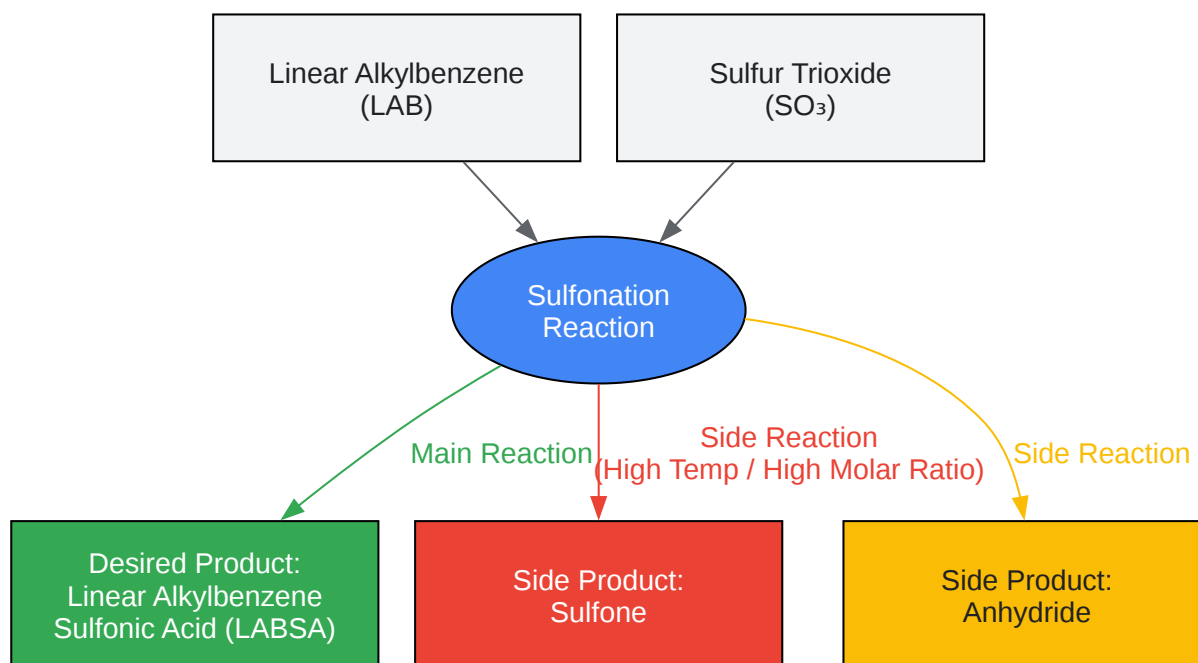 Linear Alkylbenzene
(LAB)
Sulfur Trioxide
(SO₃)
Sulfonation
Reaction
Main Reaction
Side Reaction
(High Temp / High Molar Ratio)
Side Reaction
Desired Product:
Linear Alkylbenzene
Sulfonic Acid (LABSA)
Side Product:
Sulfone
Side Product:
Anhydride